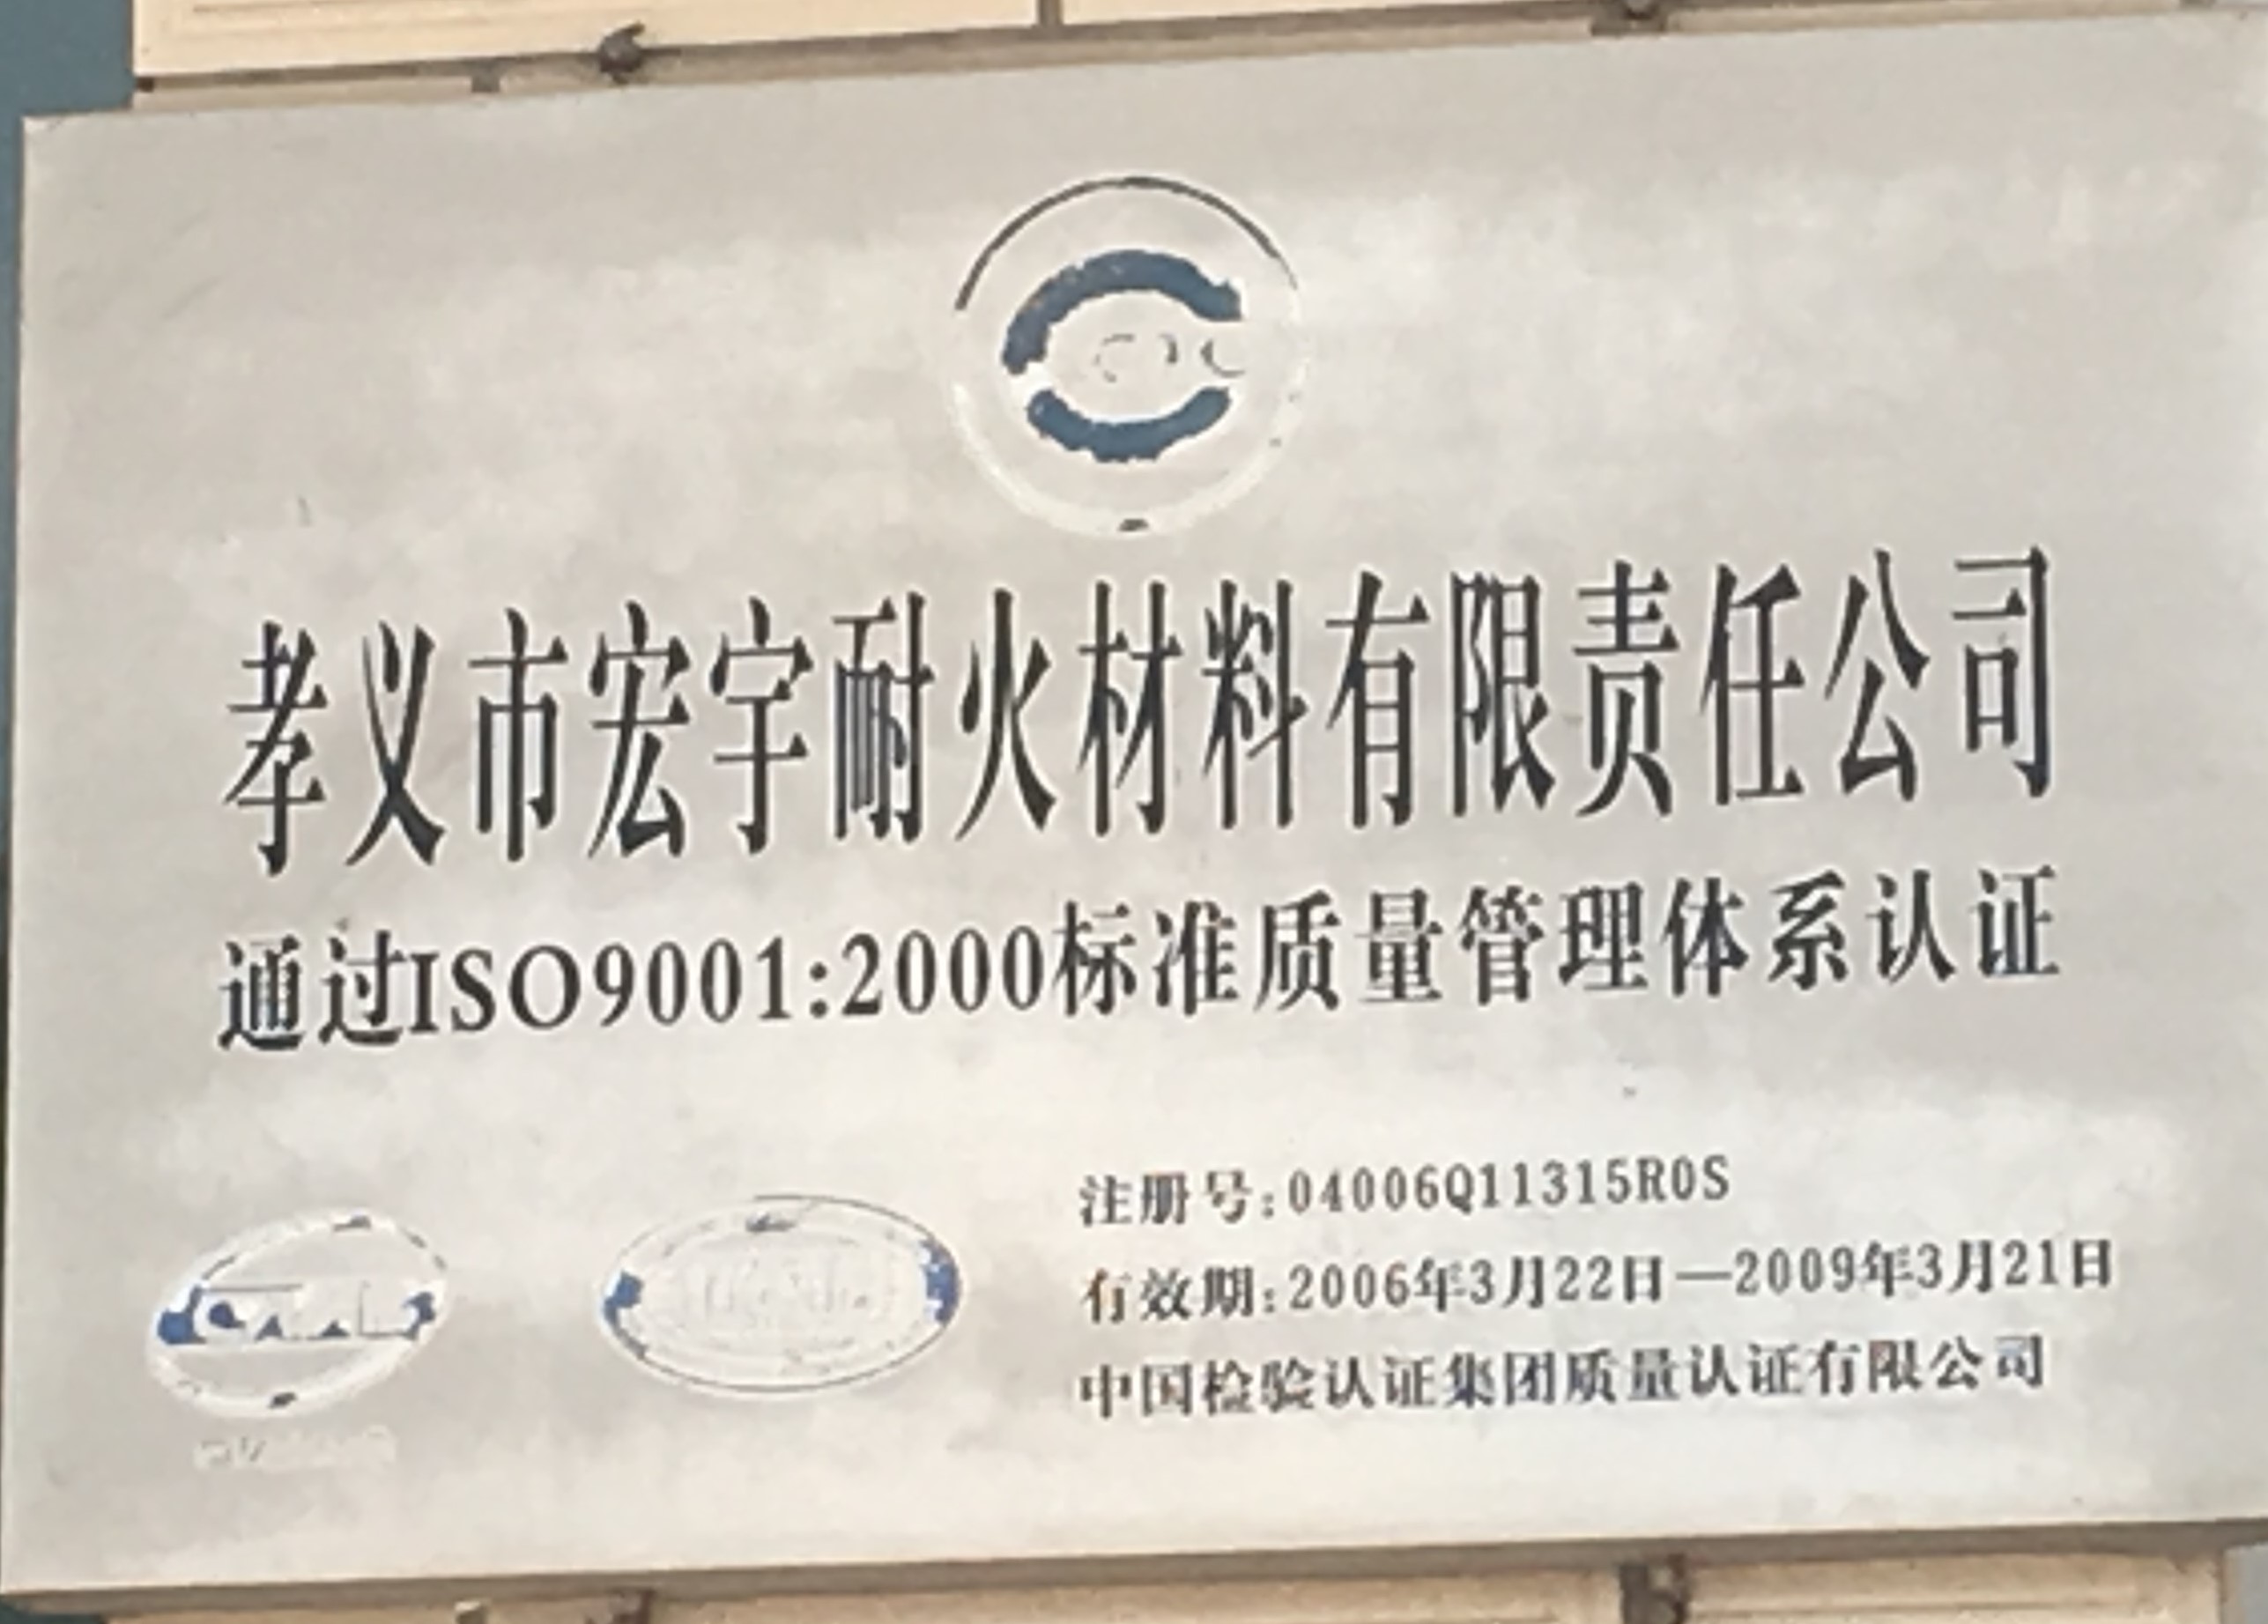 孝义市宏宇耐火材料有限责任公司
通过ISO9001:2000标准质量管理体系认证
注册号:04006Q11315R0S
有效期:2006年3月22日—2009年3月21日
中国检验认证集团质量认证有限公司